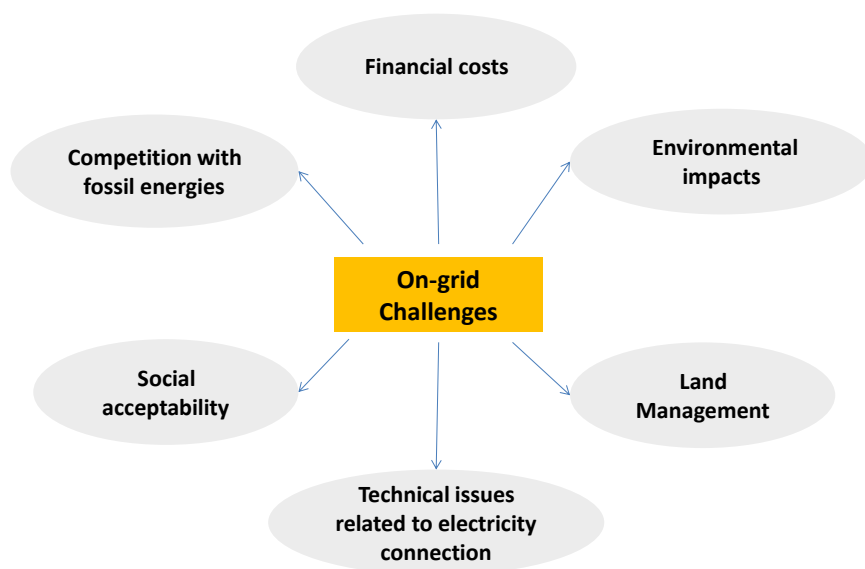 Financial costs
Competition with
fossil energies
Environmental
impacts
On-grid
Challenges
Social
acceptability
Land
Management
Technical issues
related to electricity
connection